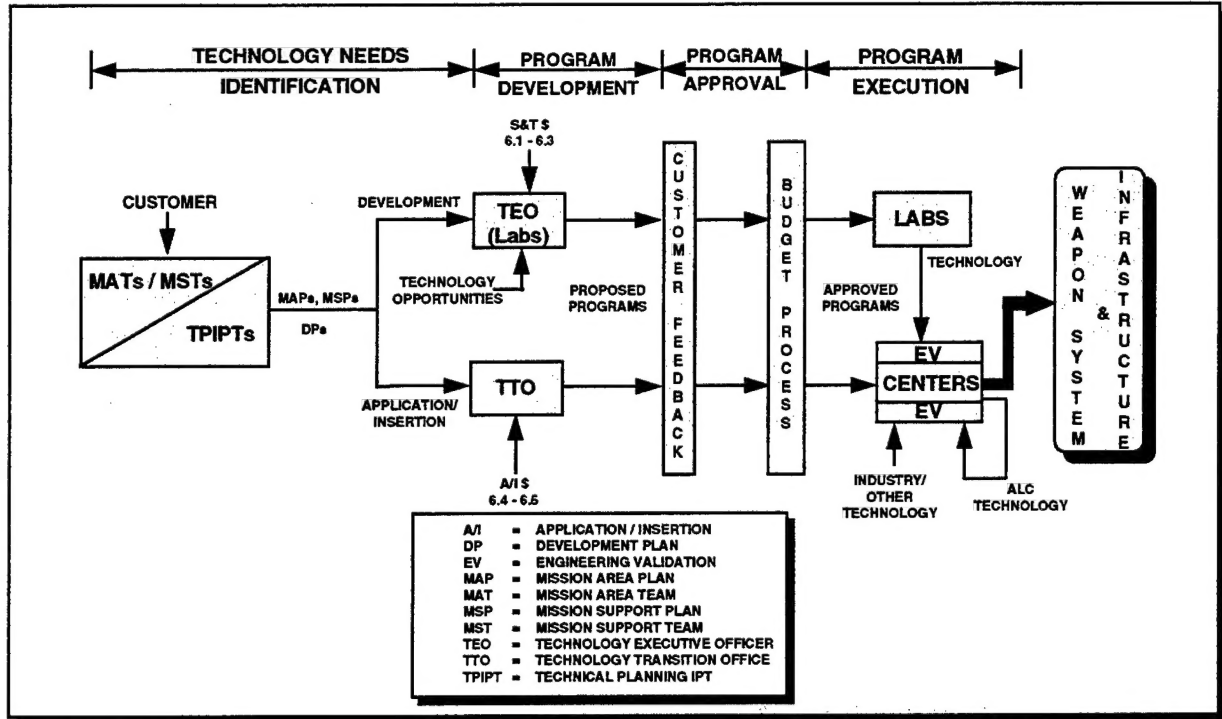 TECHNOLOGY NEEDS
IDENTIFICATION
PROGRAM
DEVELOPMENT
PROGRAM
APPROVAL
PROGRAM
EXECUTION
S&T $
6.1 - 6.3
CUSTOMER
MATs / MSTs
TPIPTs
MAPs, MSPs
DPs
DEVELOPMENT
TEO
(Labs)
TECHNOLOGY
OPPORTUNITIES
APPLICATION/
INSERTION
TTO
A/I $
6.4 - 6.5
PROPOSED
PROGRAMS
CUSTOMER FEEDBACK
BUDGET PROCESS
APPROVED
PROGRAMS
LABS
TECHNOLOGY
EV
CENTERS
EV
INDUSTRY/
OTHER
TECHNOLOGY
ALC
TECHNOLOGY
WEAPON SYSTEM
&
INFRASTRUCTURE
A/I = APPLICATION / INSERTION
DP = DEVELOPMENT PLAN
EV = ENGINEERING VALIDATION
MAP = MISSION AREA PLAN
MAT = MISSION AREA TEAM
MSP = MISSION SUPPORT PLAN
MST = MISSION SUPPORT TEAM
TEO = TECHNOLOGY EXECUTIVE OFFICER
TTO = TECHNOLOGY TRANSITION OFFICE
TPIPT = TECHNICAL PLANNING IPT